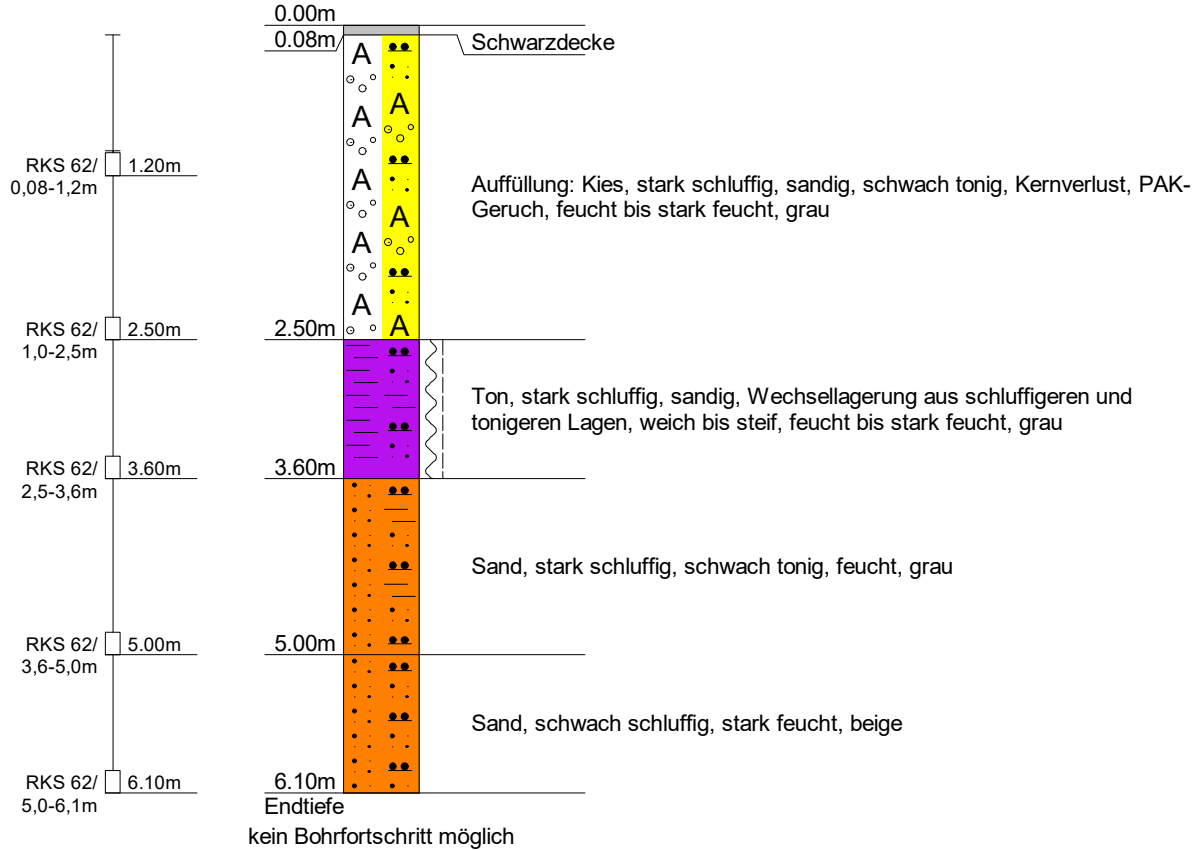 0.00m
0.08m
Schwarzdecke
A
A
A
A
A
A
A
A
RKS 62/ 1.20m
0,08-1,2m
Auffüllung: Kies, stark schluffig, sandig, schwach tonig, Kernverlust, PAK-
Geruch, feucht bis stark feucht, grau
RKS 62/ 2.50m
1,0-2,5m
2.50m
Ton, stark schluffig, sandig, Wechsellagerung aus schluffigeren und
tonigeren Lagen, weich bis steif, feucht bis stark feucht, grau
RKS 62/ 3.60m
2,5-3,6m
3.60m
Sand, stark schluffig, schwach tonig, feucht, grau
RKS 62/ 5.00m
3,6-5,0m
5.00m
Sand, schwach schluffig, stark feucht, beige
RKS 62/ 6.10m
5,0-6,1m
6.10m
Endtiefe
kein Bohrfortschritt möglich